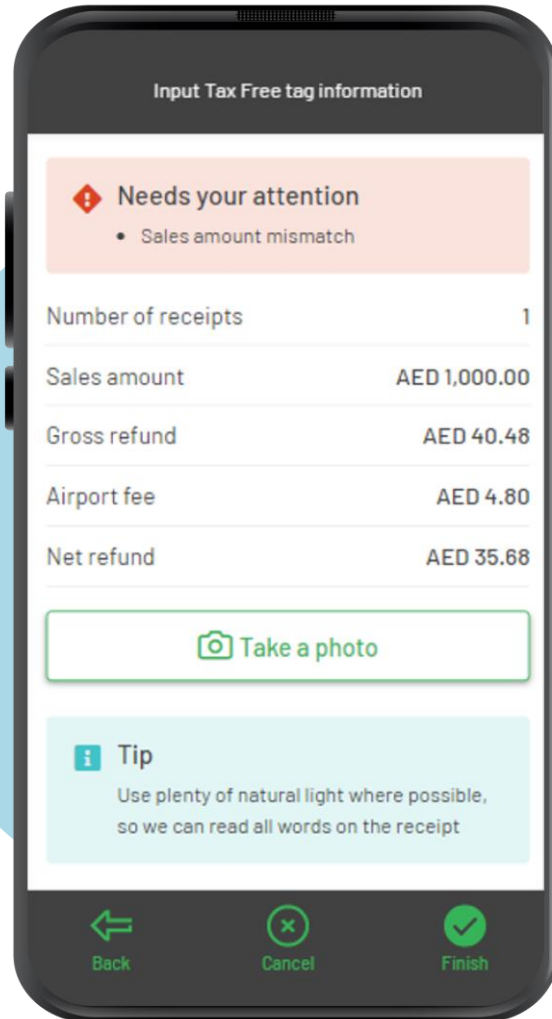 Input Tax Free tag information
Needs your attention
• Sales amount mismatch
Number of receipts 1
Sales amount AED 1,000.00
Gross refund AED 40.48
Airport fee AED 4.80
Net refund AED 35.68
Take a photo
Tip
Use plenty of natural light where possible,
so we can read all words on the receipt
Back Cancel Finish